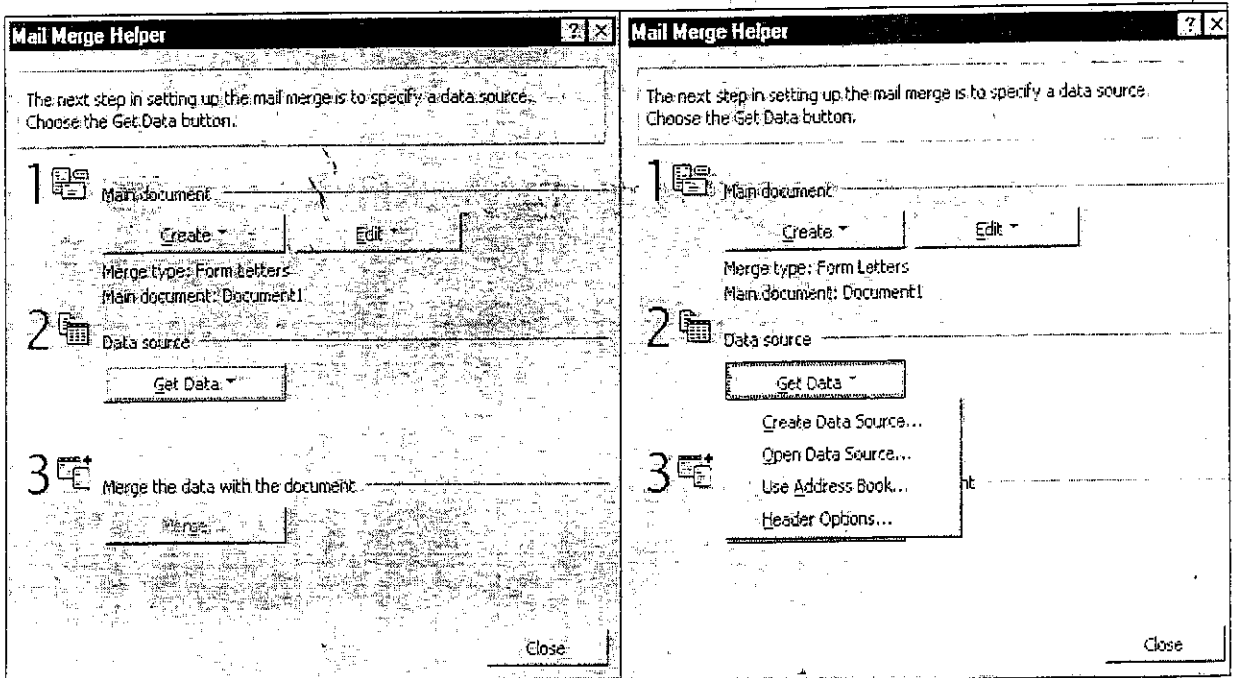 Mail Merge Helper
The next step in setting up the mail merge is to specify a data source.
Choose the Get Data button.
1
Main document
Create
Edit
Merge type: Form Letters
Main document: Document1
2
Data source
Get Data
3
Merge the data with the document
Merge
Close
Mail Merge Helper
The next step in setting up the mail merge is to specify a data source.
Choose the Get Data button.
1
Main document
Create
Edit
Merge type: Form Letters
Main document: Document1
2
Data source
Get Data
Create Data Source...
Open Data Source...
3
Use Address Book...
nt
Header Options...
Close